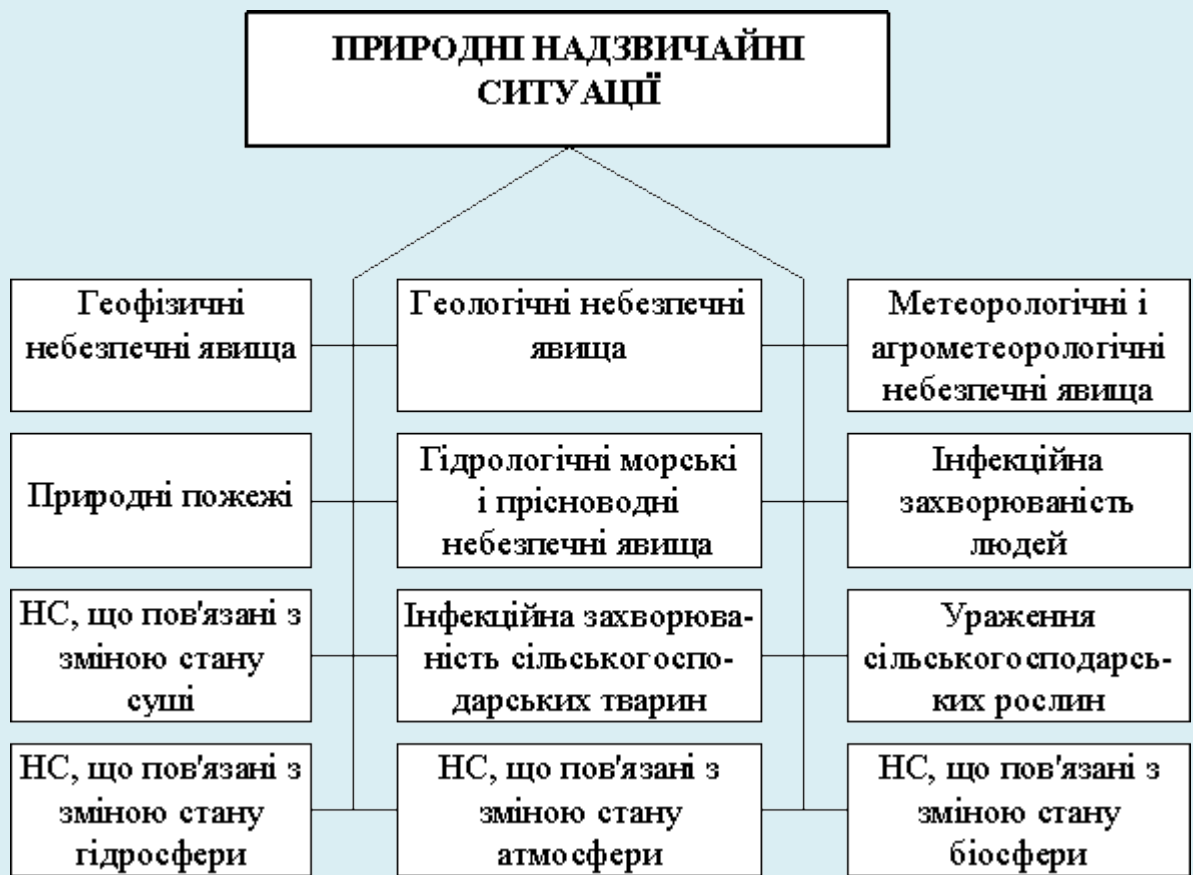 ПРИРОДНІ НАДЗВИЧАЙНІ
СИТУАЦІЇ
Геофізичні
небезпечні явища
Геологічні небезпечні
явища
Метеорологічні і
агрометеорологічні
небезпечні явища
Природні пожежі
Гідрологічні морські
і прісноводні
небезпечні явища
Інфекційна
захворюваність
людей
НС, що пов'язані з
зміною стану
суші
Інфекційна захворюва-
ність сільськогоспо-
дарських тварин
Ураження
сільськогосподарсь-
ких рослин
НС, що пов'язані з
зміною стану
гідросфери
НС, що пов'язані з
зміною стану
атмосфери
НС, що пов'язані з
зміною стану
біосфери